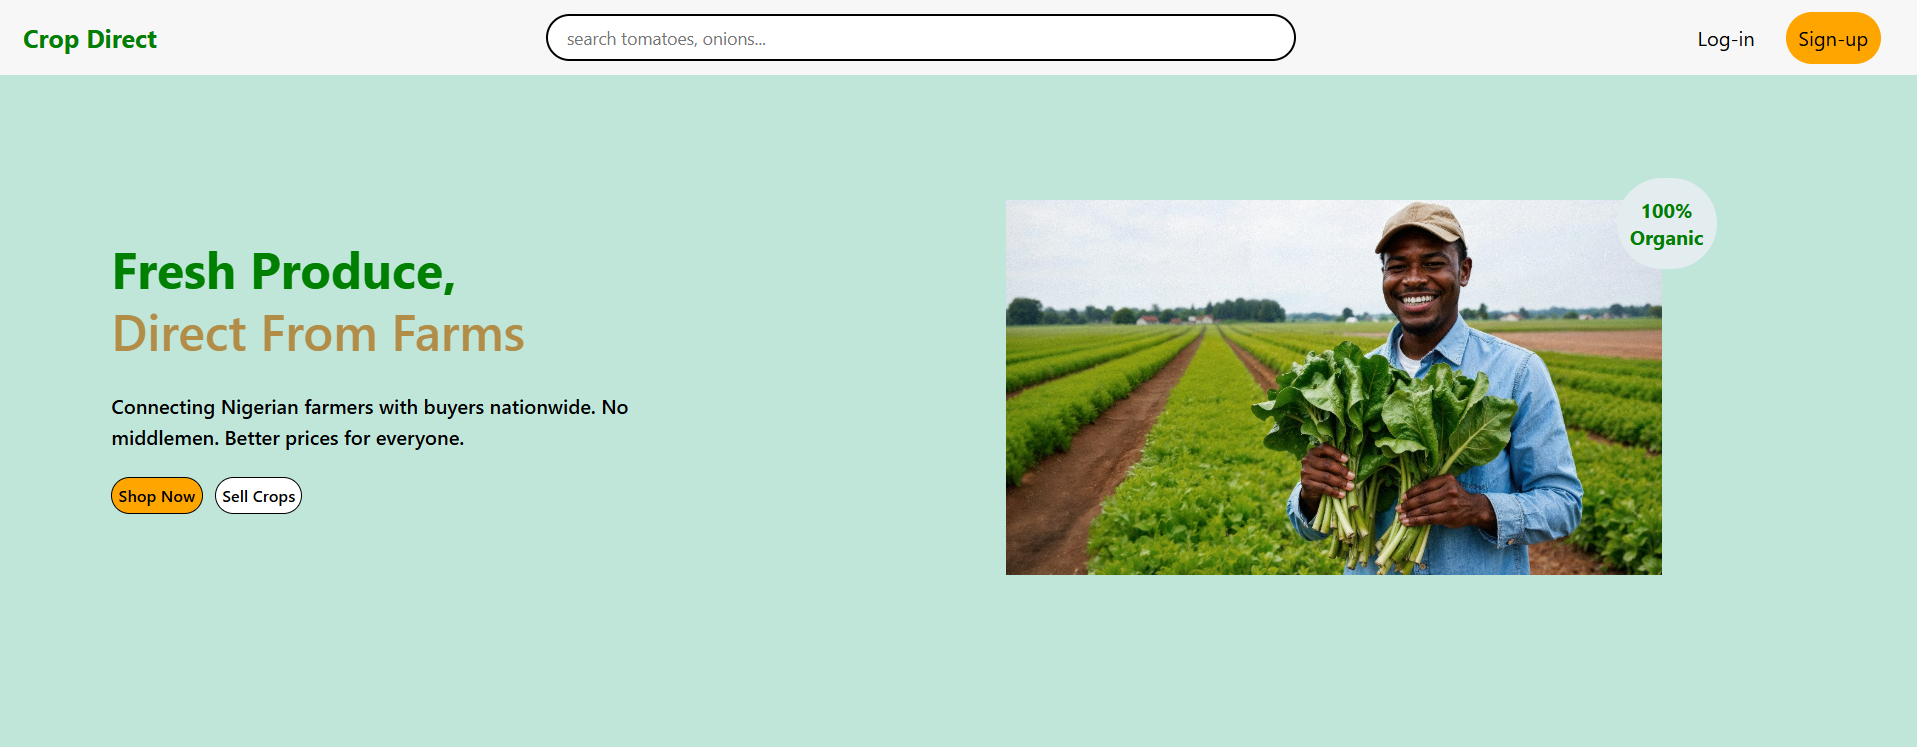 Crop Direct
search tomatoes, onions...
Log-in
Sign-up
Fresh Produce,
Direct From Farms
Connecting Nigerian farmers with buyers nationwide. No
middlemen. Better prices for everyone.
Shop Now
Sell Crops
100%
Organic